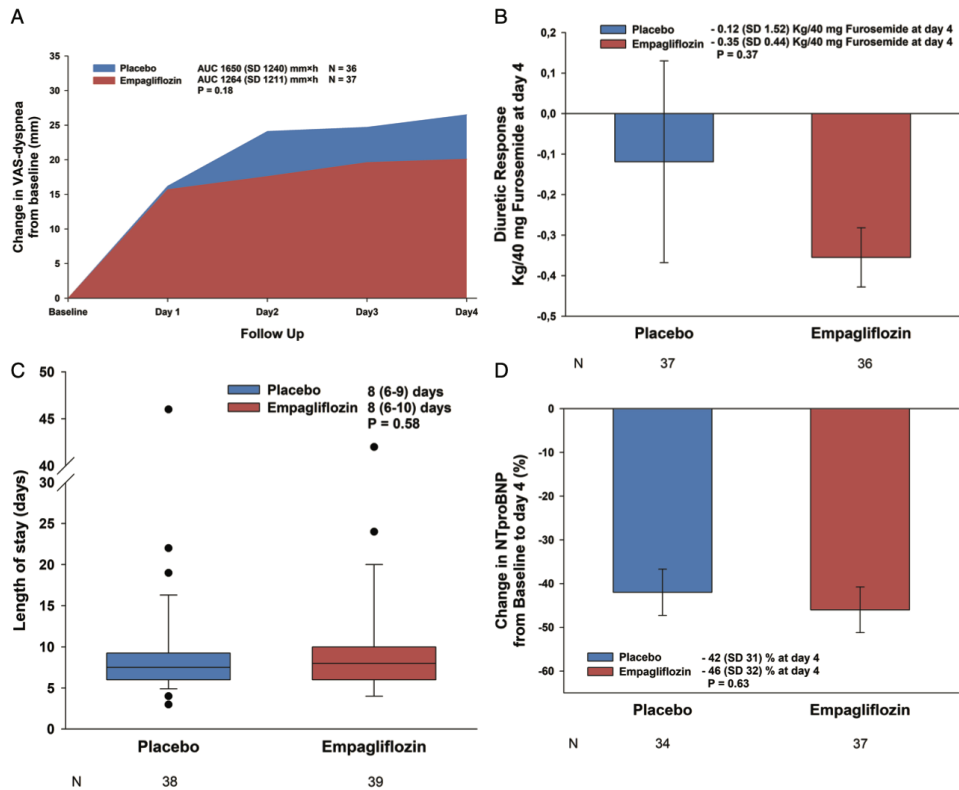 A
Placebo AUC 1650 (SD 1240) mm×h N = 36
Empagliflozin AUC 1264 (SD 1211) mm×h N = 37
P = 0.18
Change in VAS-dyspnea
from baseline (mm)
35
30
25
20
15
10
5
0
Baseline Day 1 Day2 Day3 Day4
Follow Up
B
Placebo - 0.12 (SD 1.52) Kg/40 mg Furosemide at day 4
Empagliflozin - 0.35 (SD 0.44) Kg/40 mg Furosemide at day 4
P = 0.37
Diuretic Response
Kg/40 mg Furosemide at day 4
0,2
0,1
0,0
-0,1
-0,2
-0,3
-0,4
-0,5
Placebo Empagliflozin
N 37 36
C
Placebo 8 (6-9) days
Empagliflozin 8 (6-10) days
P = 0.58
Length of stay (days)
50
45
40
30
25
20
15
10
5
0
Placebo Empagliflozin
N 38 39
D
Change in NTproBNP
from Baseline to day 4 (%)
0
-10
-20
-30
-40
-50
-60
Placebo - 42 (SD 31) % at day 4
Empagliflozin - 46 (SD 32) % at day 4
P = 0.63
Placebo Empagliflozin
N 34 37